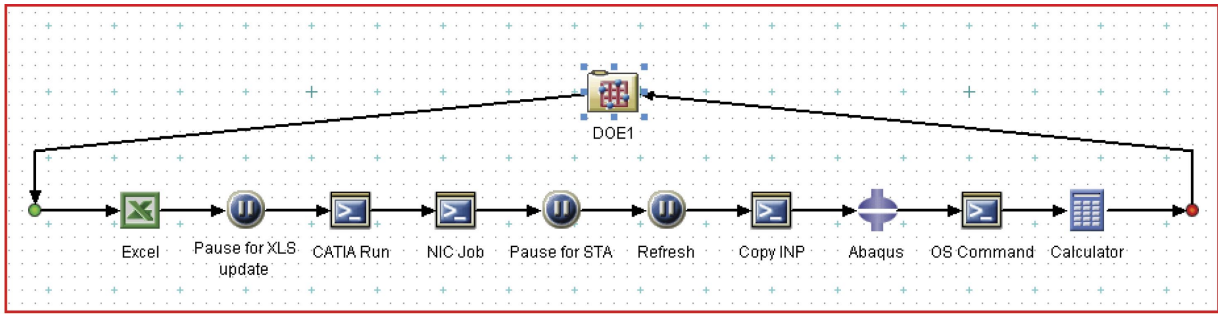 DOE1
Excel
Pause for XLS
update
CATIA Run
NIC Job
Pause for STA
Refresh
Copy INP
Abaqus
OS Command
Calculator